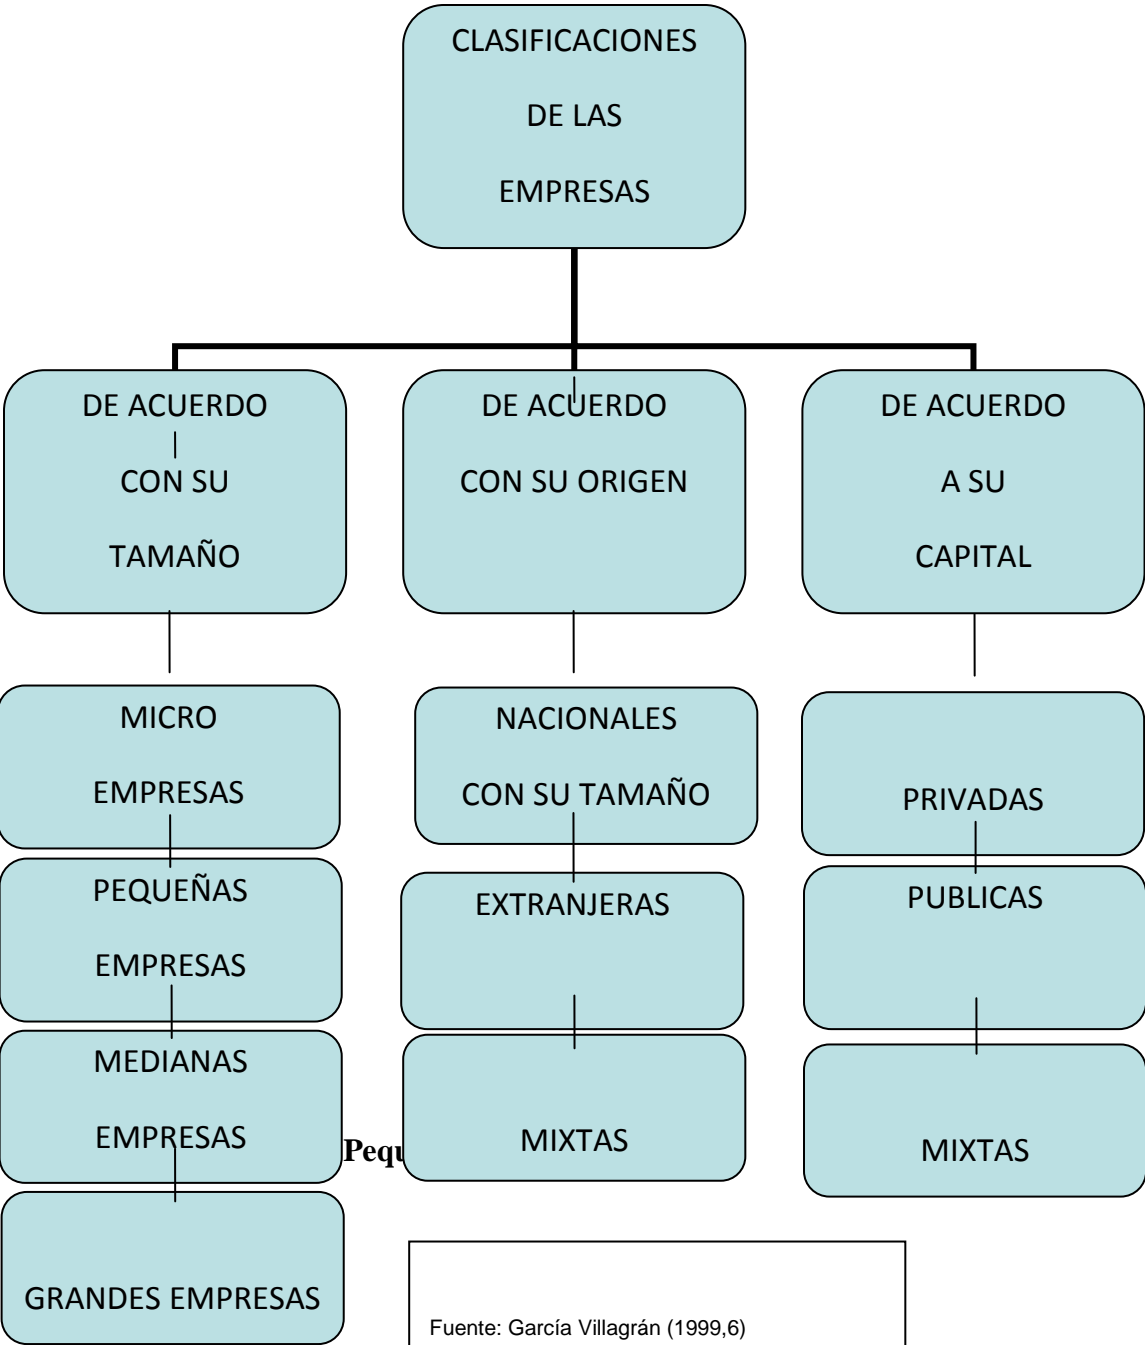 CLASIFICACIONES
DE LAS
EMPRESAS
DE ACUERDO
CON SU
TAMAÑO
DE ACUERDO
CON SU ORIGEN
DE ACUERDO
A SU
CAPITAL
MICRO
EMPRESAS
PEQUEÑAS
EMPRESAS
MEDIANAS
EMPRESAS
GRANDES EMPRESAS
NACIONALES
CON SU TAMAÑO
EXTRANJERAS
MIXTAS
PRIVADAS
PUBLICAS
MIXTAS
Fuente: García Villagrán (1999,6)